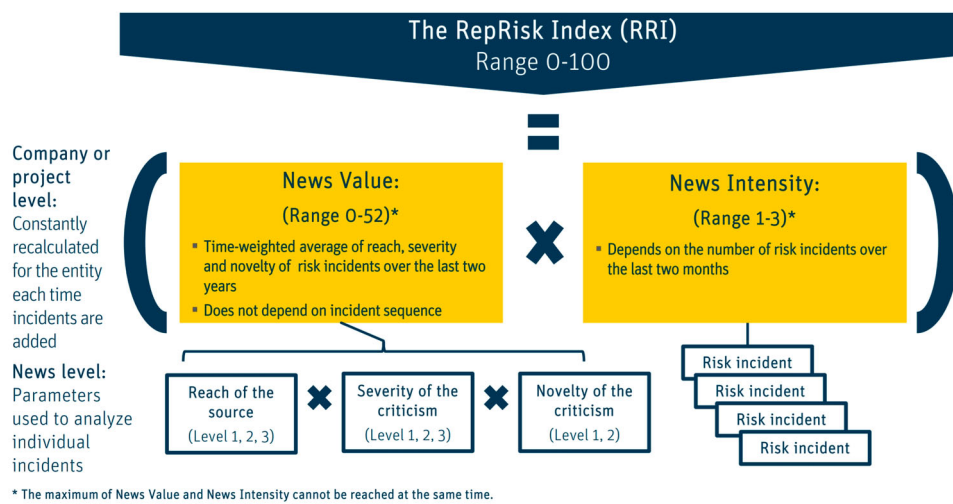 The RepRisk Index (RRI)
Range 0-100
Company or
project
level:
Constantly
recalculated
for the entity
each time
incidents are
added
News Value:
(Range 0-52)*
▪ Time-weighted average of reach, severity
and novelty of risk incidents over the last two
years
▪ Does not depend on incident sequence
News Intensity:
(Range 1-3)*
▪ Depends on the number of risk incidents over
the last two months
News level:
Parameters
used to analyze
individual
incidents
Reach of the
source
(Level 1, 2, 3)
Severity of the
criticism
(Level 1, 2, 3)
Novelty of the
criticism
(Level 1, 2)
Risk incident
Risk incident
Risk incident
Risk incident
* The maximum of News Value and News Intensity cannot be reached at the same time.